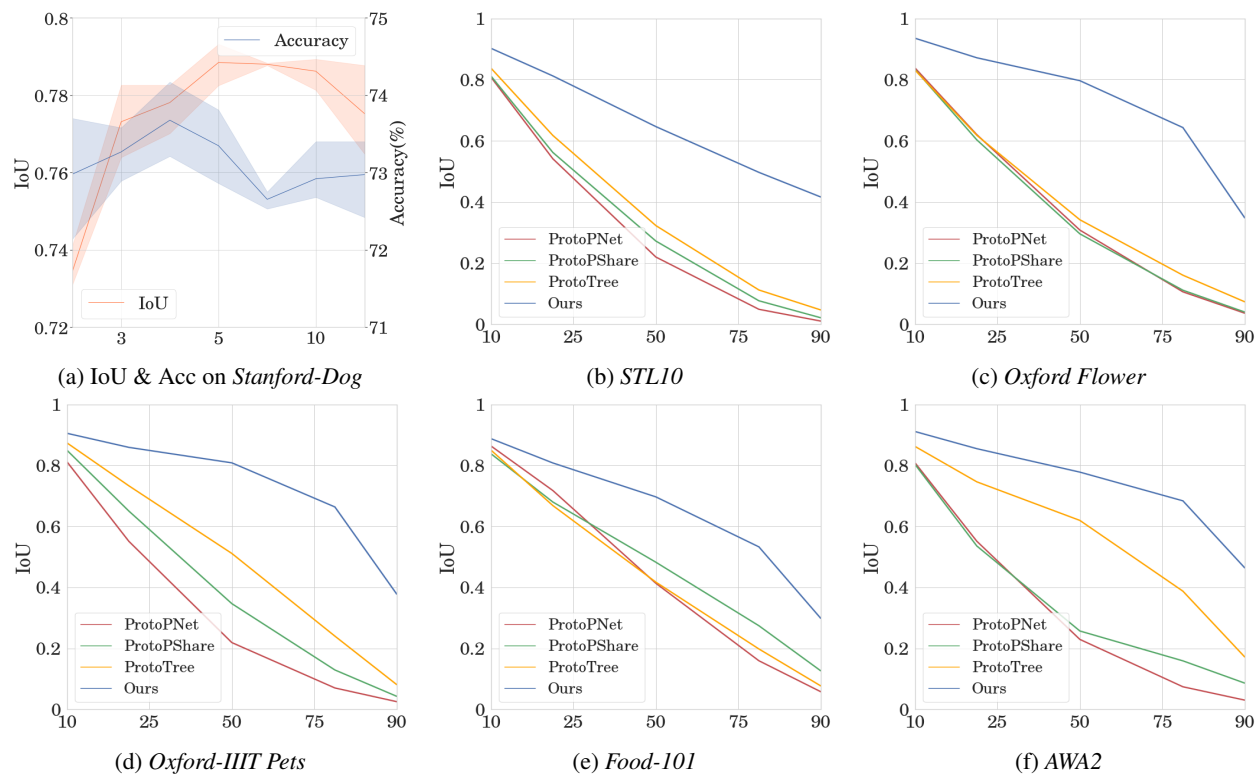 0.8
0.78
0.76
0.74
0.72
IoU
75
74
73
72
71
Accuracy(%)
Accuracy
IoU
3
5
10
(a) IoU & Acc on Stanford-Dog
1
0.8
0.6
0.4
0.2
0
IoU
ProtoPNet
ProtoPShare
ProtoTree
Ours
10
25
50
75
90
(b) STL10
1
0.8
0.6
0.4
0.2
0
IoU
ProtoPNet
ProtoPShare
ProtoTree
Ours
10
25
50
75
90
(c) Oxford Flower
1
0.8
0.6
0.4
0.2
0
IoU
ProtoPNet
ProtoPShare
ProtoTree
Ours
10
25
50
75
90
(d) Oxford-IIIT Pets
1
0.8
0.6
0.4
0.2
0
IoU
ProtoPNet
ProtoPShare
ProtoTree
Ours
10
25
50
75
90
(e) Food-101
1
0.8
0.6
0.4
0.2
0
IoU
ProtoPNet
ProtoPShare
ProtoTree
Ours
10
25
50
75
90
(f) AWA2